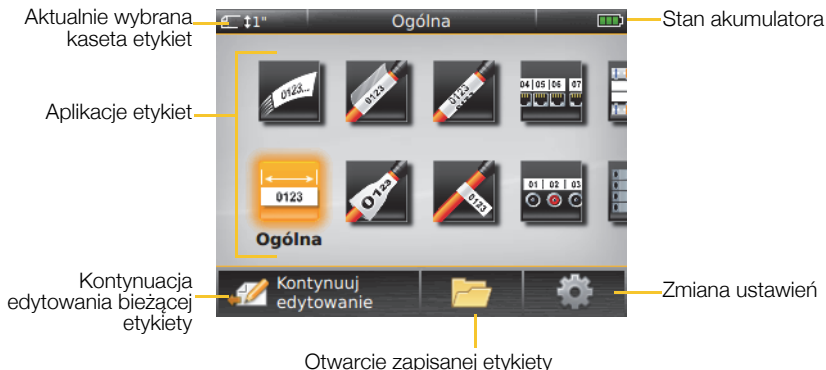 Aktualnie wybrana
kaseta etykiet
1"
Ogólna
Stan akumulatora
Aplikacje etykiet
0123...
0123
0123
04 05 06 07
0123
0123
0123
01 02 03
Ogólna
Kontynuacja
edytowania bieżącej
etykiety
Kontynuuj
edytowanie
Zmiana ustawień
Otwarcie zapisanej etykiety